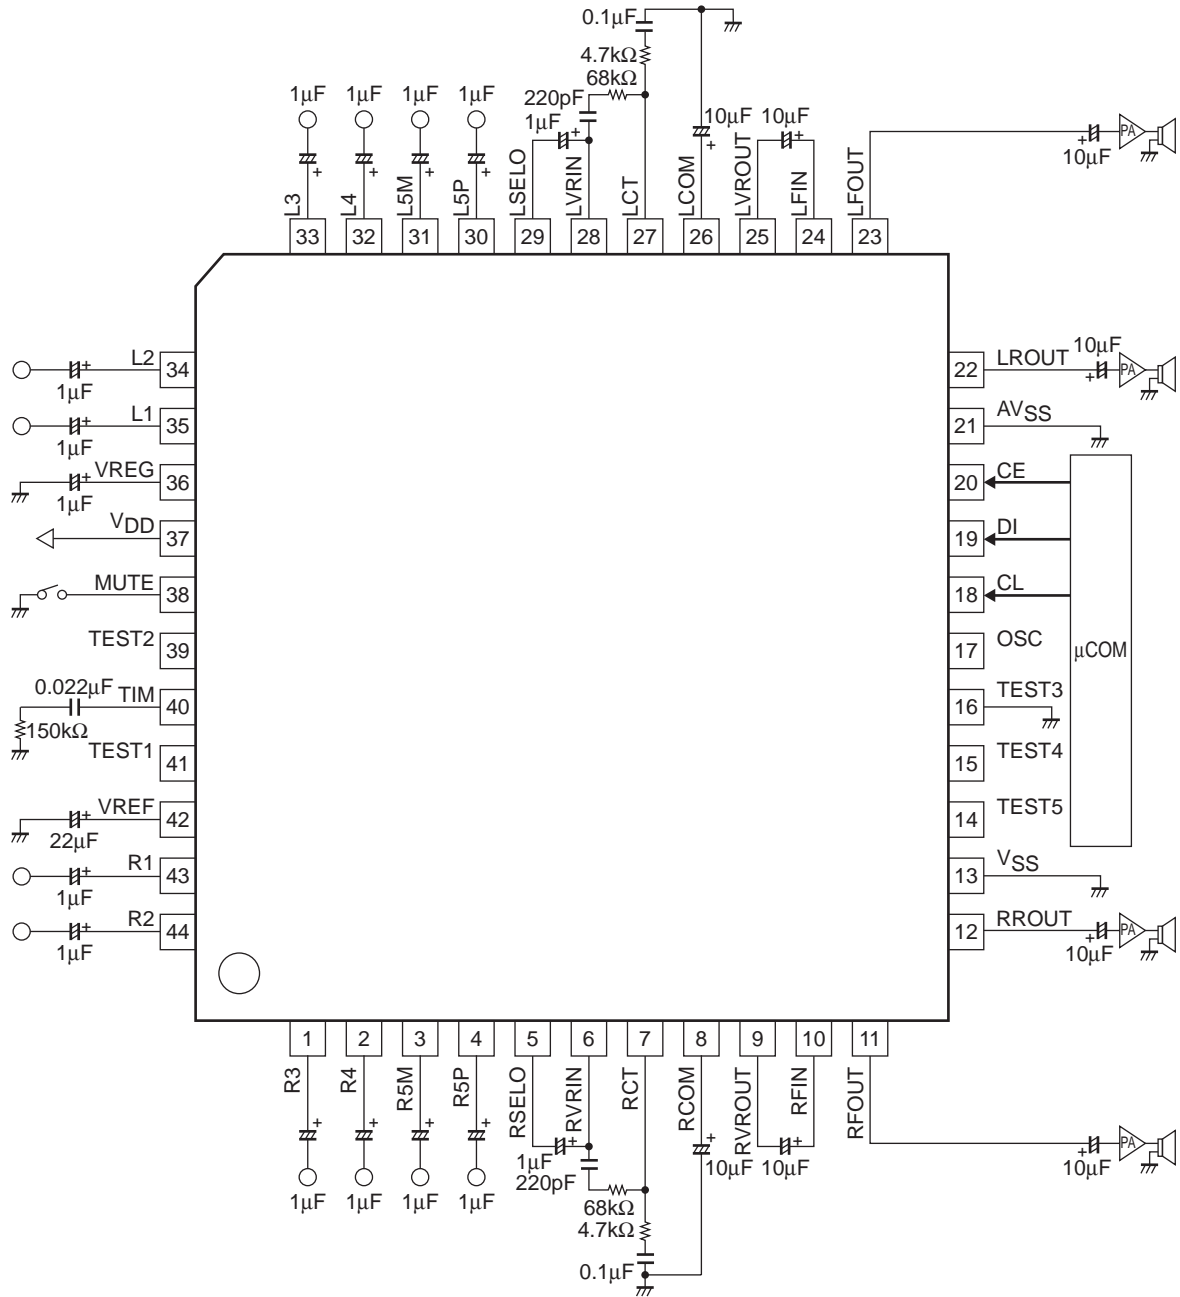 0.1μF
4.7kΩ
68kΩ
1μF 1μF 1μF 1μF
220pF
1μF
10μF 10μF
PA
10μF
L3 L4 L5M L5P LSELO LVRIN LCT LCOM LVROUT LFIN LFOUT
33 32 31 30 29 28 27 26 25 24 23
L2 34
1μF
L1 35
1μF
VREG 36
1μF
VDD 37
MUTE 38
TEST2 39
0.022μF TIM 40
150kΩ
TEST1 41
VREF 42
22μF
R1 43
1μF
R2 44
1μF
22 LROUT 10μF PA
21 AVSS
20 CE
19 DI
18 CL
17 OSC
μCOM
16 TEST3
15 TEST4
14 TEST5
13 VSS
12 RROUT PA
10μF
1 2 3 4 5 6 7 8 9 10 11
R3 R4 R5M R5P RSELO RVRIN RCT RCOM RVROUT RFIN RFOUT
PA
10μF
1μF
220pF
10μF 10μF
1μF 1μF 1μF 1μF
68kΩ
4.7kΩ
0.1μF